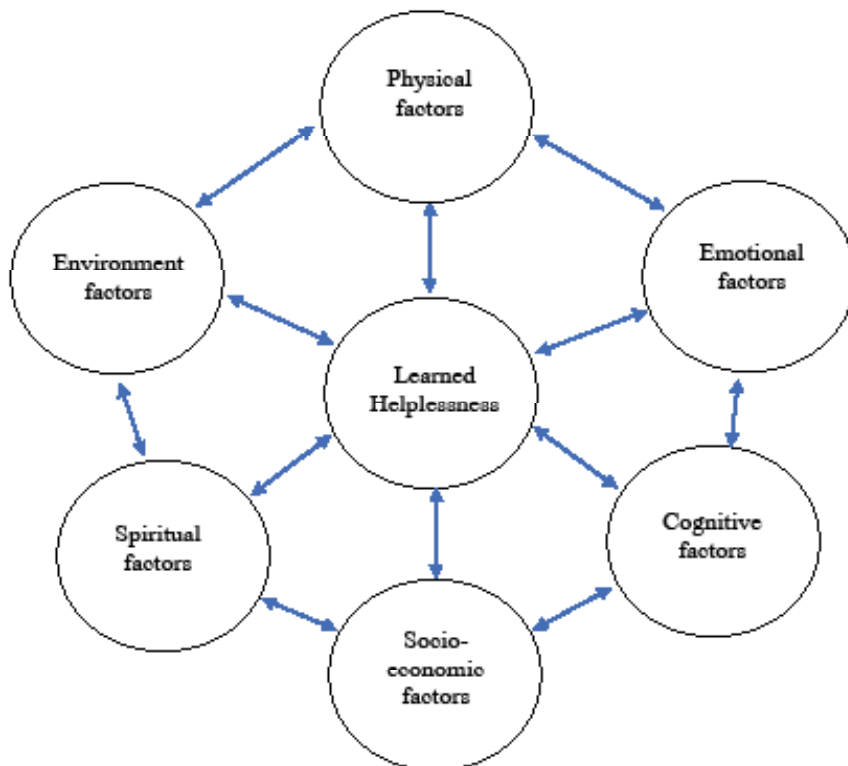 Physical
factors
Environment
factors
Emotional
factors
Learned
Helplessness
Spiritual
factors
Cognitive
factors
Socio-
economic
factors